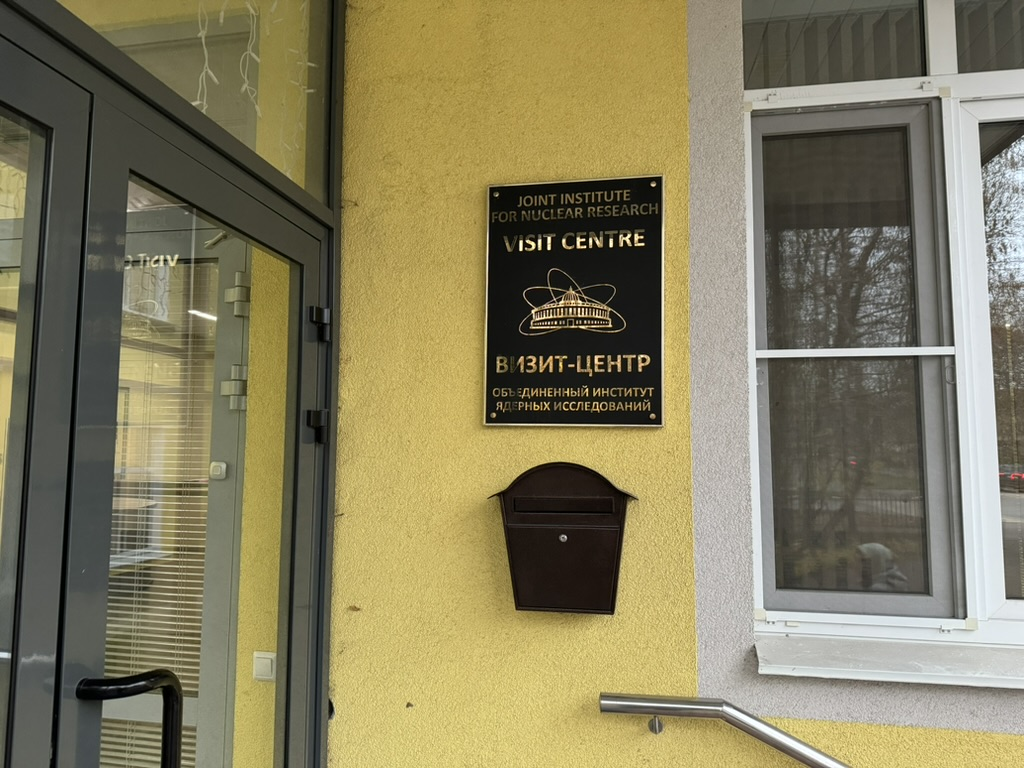 JOINT INSTITUTE
FOR NUCLEAR RESEARCH
VISIT CENTRE
ВИЗИТ-ЦЕНТР
ОБЪЕДИНЕННЫЙ ИНСТИТУТ
ЯДЕРНЫХ ИССЛЕДОВАНИЙ